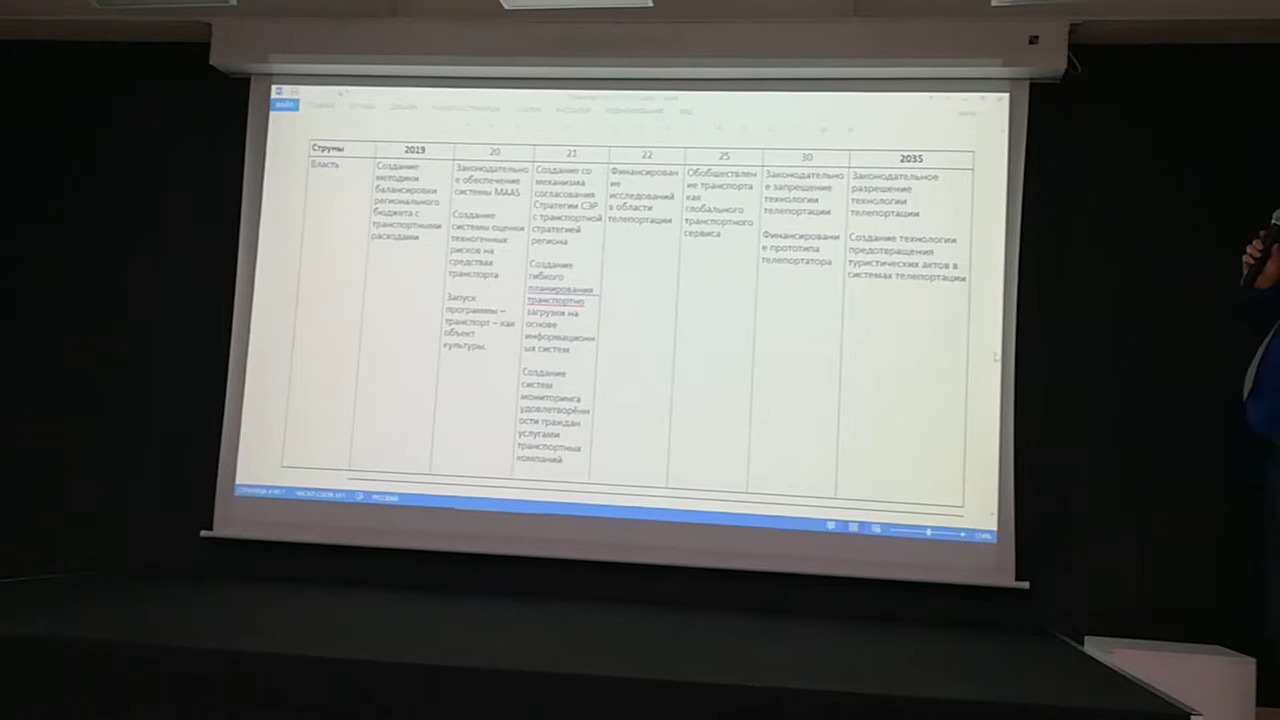 ФАЙЛ
Струны
2019
20
21
22
25
30
2035
Власть
Создание
методики
балансировки
регионального
бюджета с
транспортными
расходами
Законодательно
е обеспечение
системы MAAS
Создание
системы оценки
техногенных
рисков на
средствах
транспорта
Запуск
программы –
транспорт – как
объект
культуры.
Создание со
механизма
согласования
Стратегии СЭР
с транспортной
стратегией
региона
Создание
гибкого
планирования
транспортно
загрузки на
основе
информационн
ых систем
Создание
систем
мониторинга
удовлетворённ
ости граждан
услугами
транспортных
компаний
Финансирован
ие
исследований
в области
телепортации
Обобществлен
ие транспорта
как
глобального
транспортного
сервиса
Законодательно
е запрещение
технологии
телепортации
Финансировани
е прототипа
телепортатора
Законодательное
разрешение
технологии
телепортации
Создание технологии
предотвращения
туристических актов в
системах телепортации
РУССКИЙ